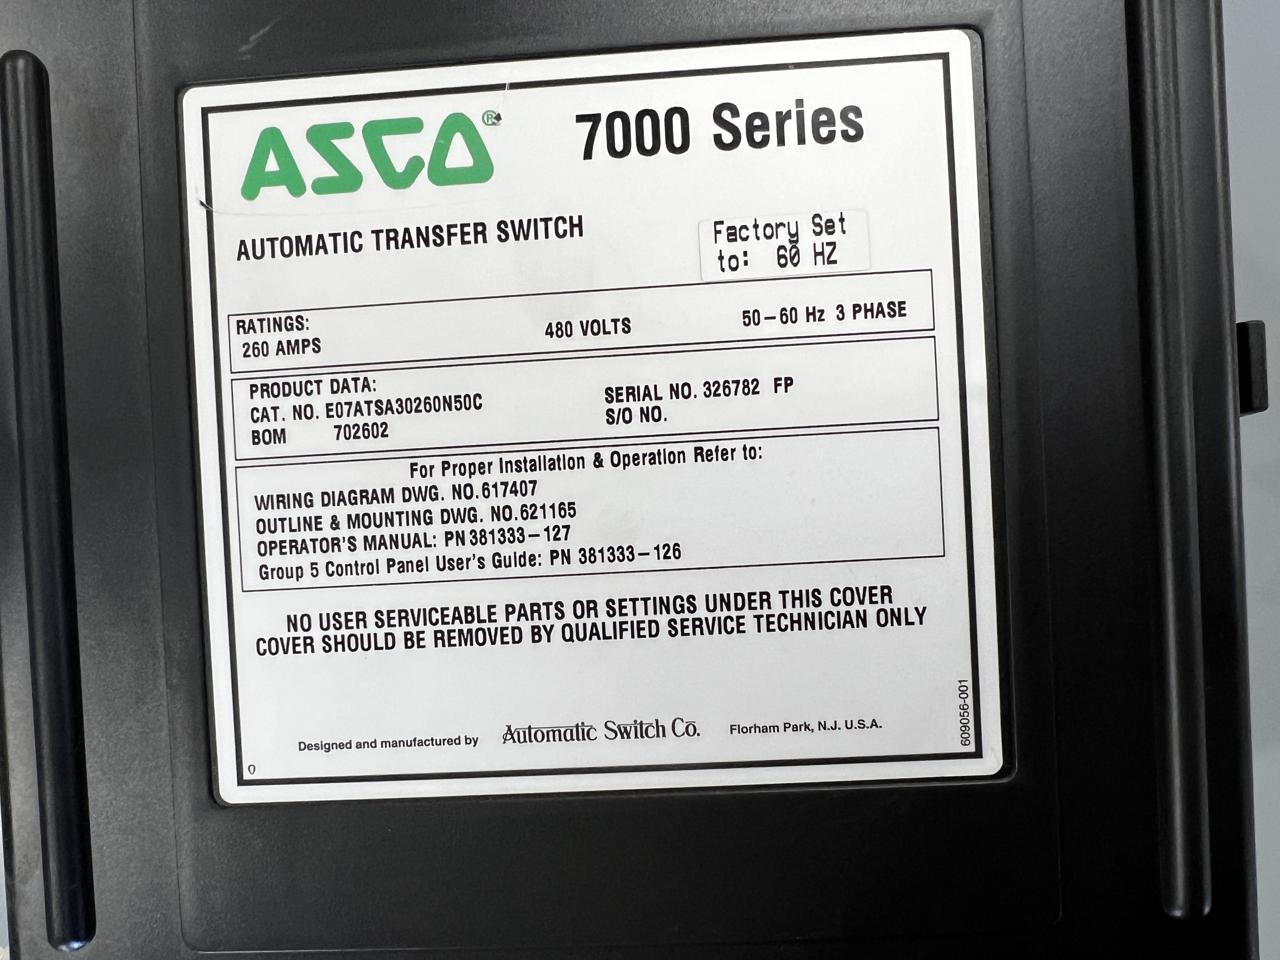 ASCO® 7000 Series
AUTOMATIC TRANSFER SWITCH
Factory Set
to: 60 HZ
RATINGS:
260 AMPS 480 VOLTS 50-60 Hz 3 PHASE
PRODUCT DATA:
CAT. NO. E07ATSA30260N50C SERIAL NO. 326782 FP
BOM 702602 S/O NO.
For Proper Installation & Operation Refer to:
WIRING DIAGRAM DWG. NO.617407
OUTLINE & MOUNTING DWG. NO.621165
OPERATOR'S MANUAL: PN 381333-127
Group 5 Control Panel User's Guide: PN 381333-126
NO USER SERVICEABLE PARTS OR SETTINGS UNDER THIS COVER
COVER SHOULD BE REMOVED BY QUALIFIED SERVICE TECHNICIAN ONLY
Designed and manufactured by Automatic Switch Co. Florham Park, N.J. U.S.A.
609056-001
0